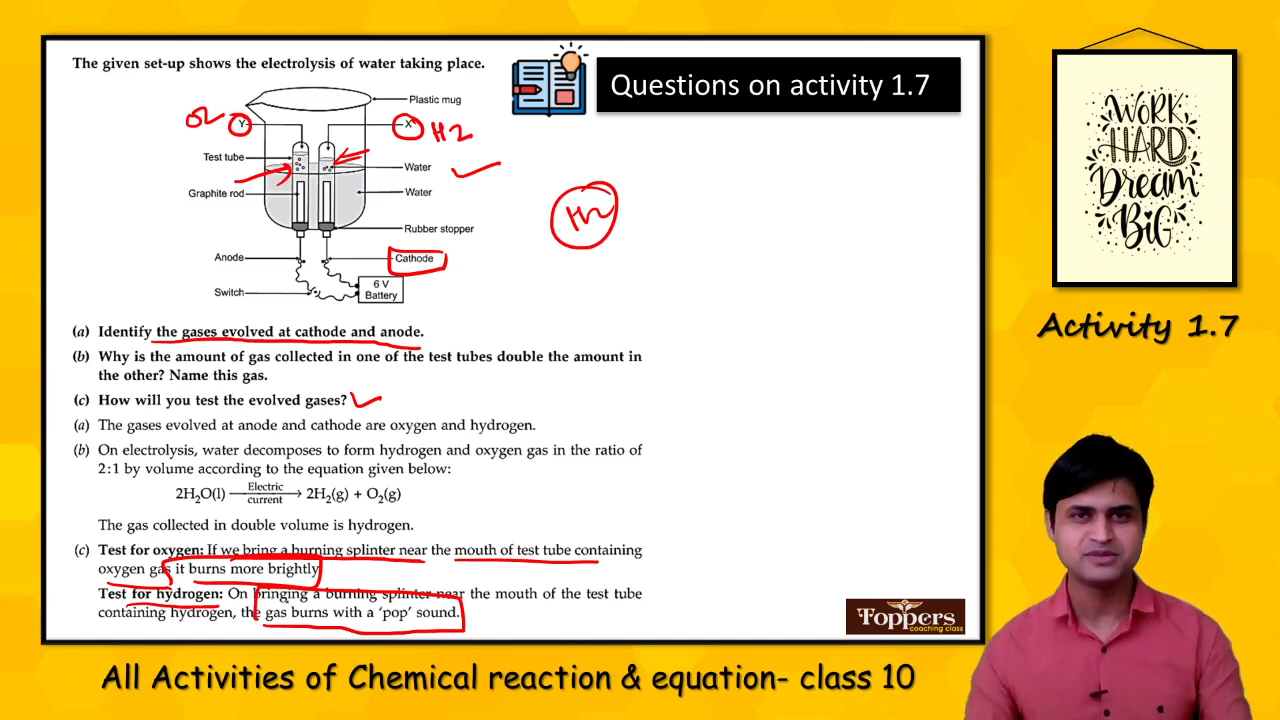 The given set-up shows the electrolysis of water taking place.
Questions on activity 1.7
Plastic mug
O2
Y
X
H2
Test tube
Water
Graphite rod
Water
H2
Rubber stopper
Anode
Cathode
6 V
Battery
Switch
WORK
HARD
Dream
BIG
Activity 1.7
(a) Identify the gases evolved at cathode and anode.
(b) Why is the amount of gas collected in one of the test tubes double the amount in
the other? Name this gas.
(c) How will you test the evolved gases?
(a) The gases evolved at anode and cathode are oxygen and hydrogen.
(b) On electrolysis, water decomposes to form hydrogen and oxygen gas in the ratio of
2:1 by volume according to the equation given below:
2H₂O(l) Electric current → 2H₂(g) + O₂(g)
The gas collected in double volume is hydrogen.
(c) Test for oxygen: If we bring a burning splinter near the mouth of test tube containing
oxygen gas it burns more brightly
Test for hydrogen: On bringing a burning splinter near the mouth of the test tube
containing hydrogen, the gas burns with a ‘pop’ sound.
Toppers
coaching class
All Activities of Chemical reaction & equation- class 10